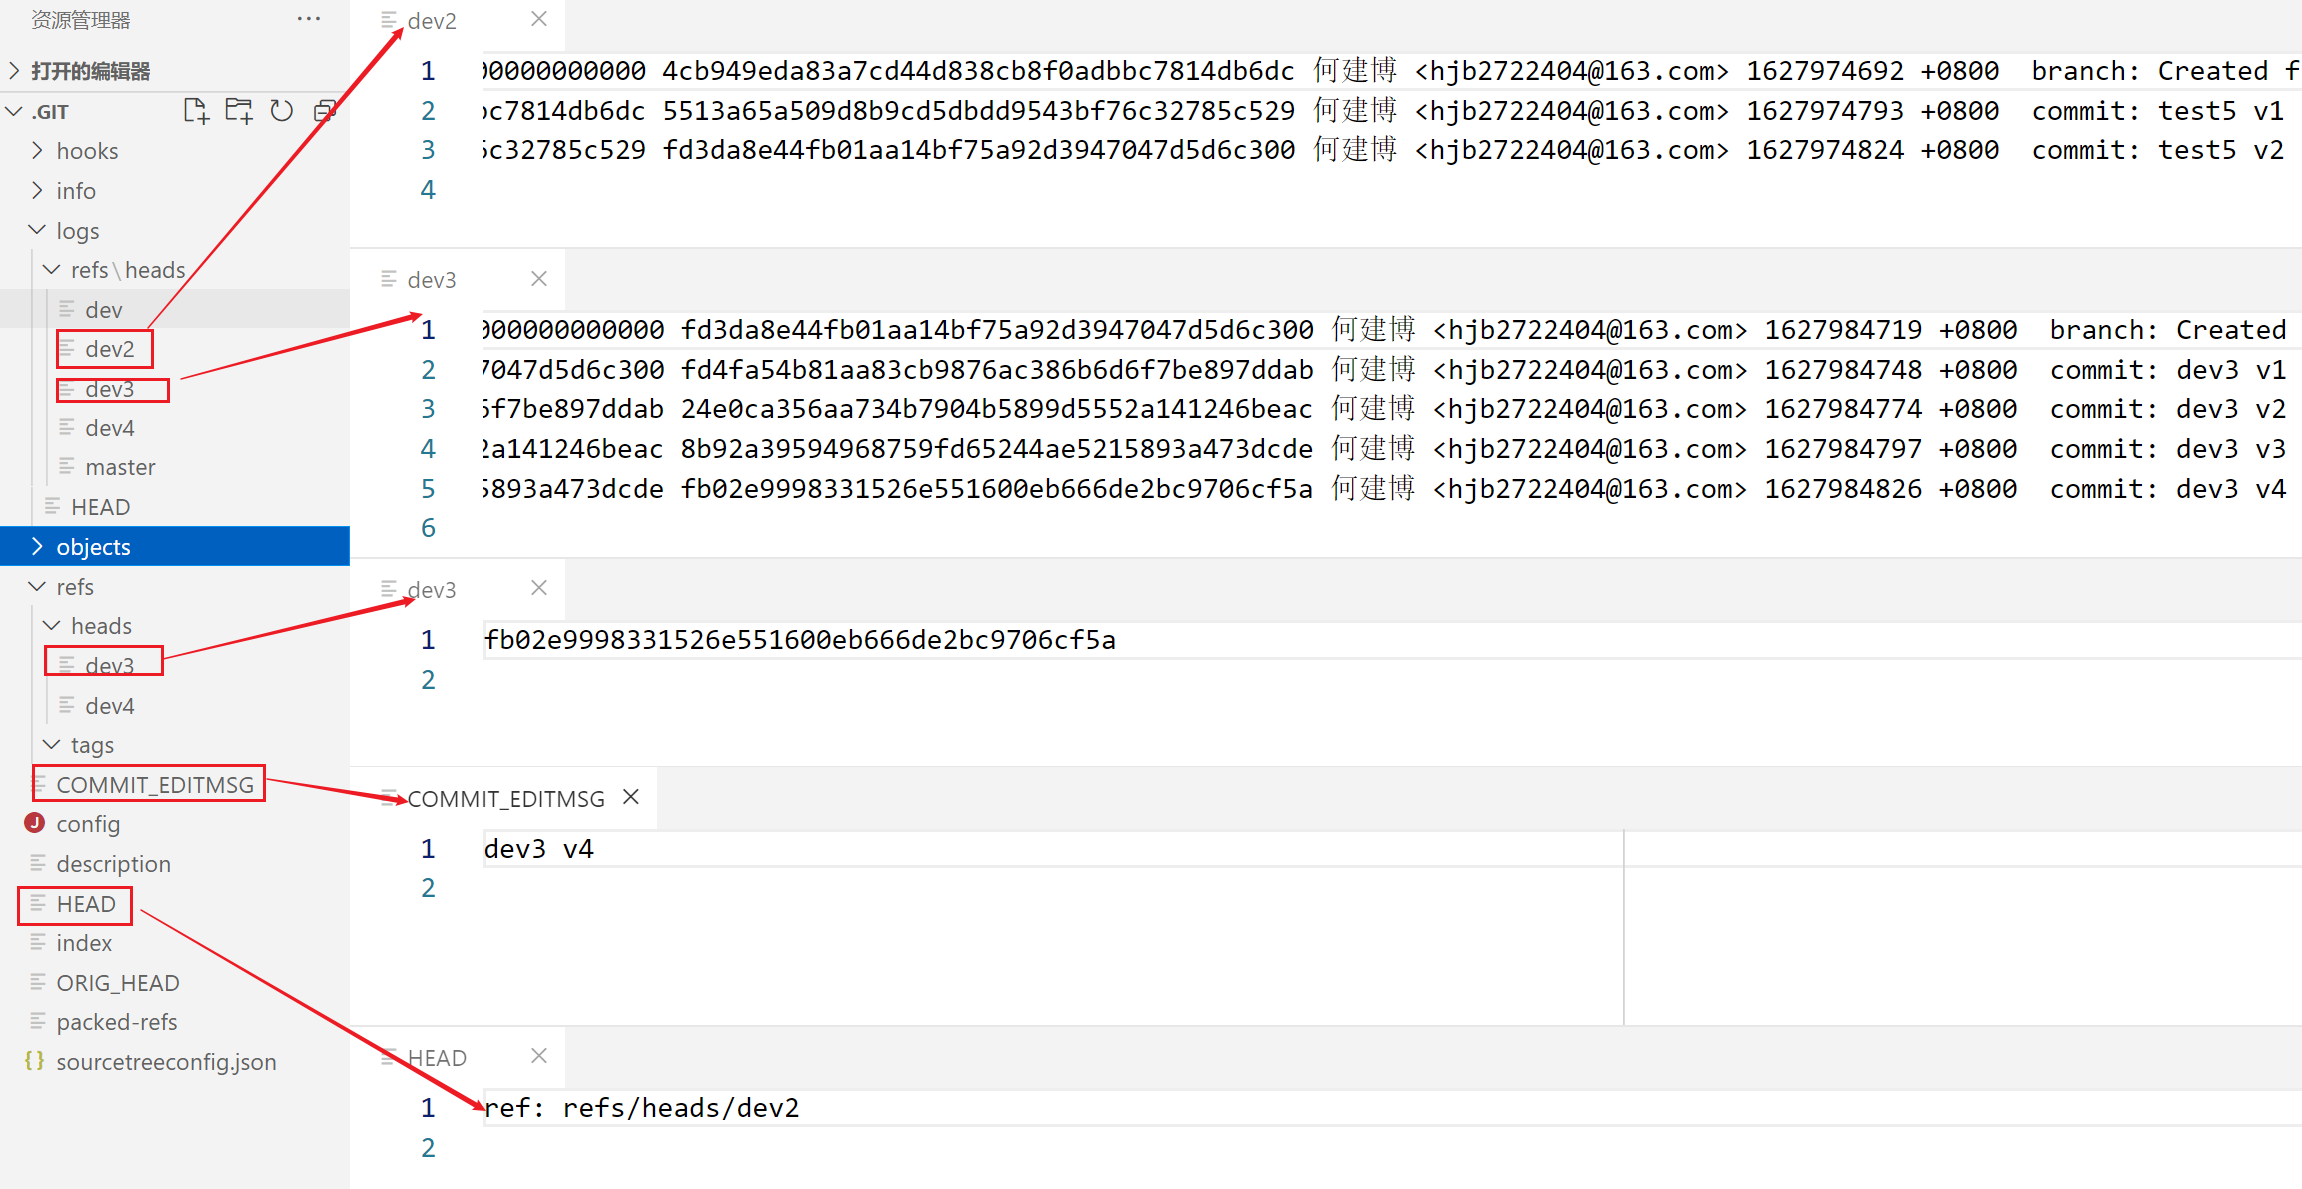 资源管理器
打开的编辑器
.GIT
hooks
info
logs
refs\heads
dev
dev2
dev3
dev4
master
HEAD
objects
refs
heads
dev3
dev4
tags
COMMIT_EDITMSG
config
description
HEAD
index
ORIG_HEAD
packed-refs
sourcetreeconfig.json
dev2
1 00000000000 4cb949eda83a7cd44d838cb8f0adbbc7814db6dc 何建博 <hjb2722404@163.com> 1627974692 +0800 branch: Created f
2 bc7814db6dc 5513a65a509d8b9cd5dbdd9543bf76c32785c529 何建博 <hjb2722404@163.com> 1627974793 +0800 commit: test5 v1
3 6c32785c529 fd3da8e44fb01aa14bf75a92d3947047d5d6c300 何建博 <hjb2722404@163.com> 1627974824 +0800 commit: test5 v2
4
dev3
1 000000000000 fd3da8e44fb01aa14bf75a92d3947047d5d6c300 何建博 <hjb2722404@163.com> 1627984719 +0800 branch: Created
2 7047d5d6c300 fd4fa54b81aa83cb9876ac386b6d6f7be897ddab 何建博 <hjb2722404@163.com> 1627984748 +0800 commit: dev3 v1
3 6f7be897ddab 24e0ca356aa734b7904b5899d5552a141246beac 何建博 <hjb2722404@163.com> 1627984774 +0800 commit: dev3 v2
4 2a141246beac 8b92a39594968759fd65244ae5215893a473dcde 何建博 <hjb2722404@163.com> 1627984797 +0800 commit: dev3 v3
5 5893a473dcde fb02e9998331526e551600eb666de2bc9706cf5a 何建博 <hjb2722404@163.com> 1627984826 +0800 commit: dev3 v4
6
dev3
1 fb02e9998331526e551600eb666de2bc9706cf5a
2
COMMIT_EDITMSG
1 dev3 v4
2
HEAD
1 ref: refs/heads/dev2
2